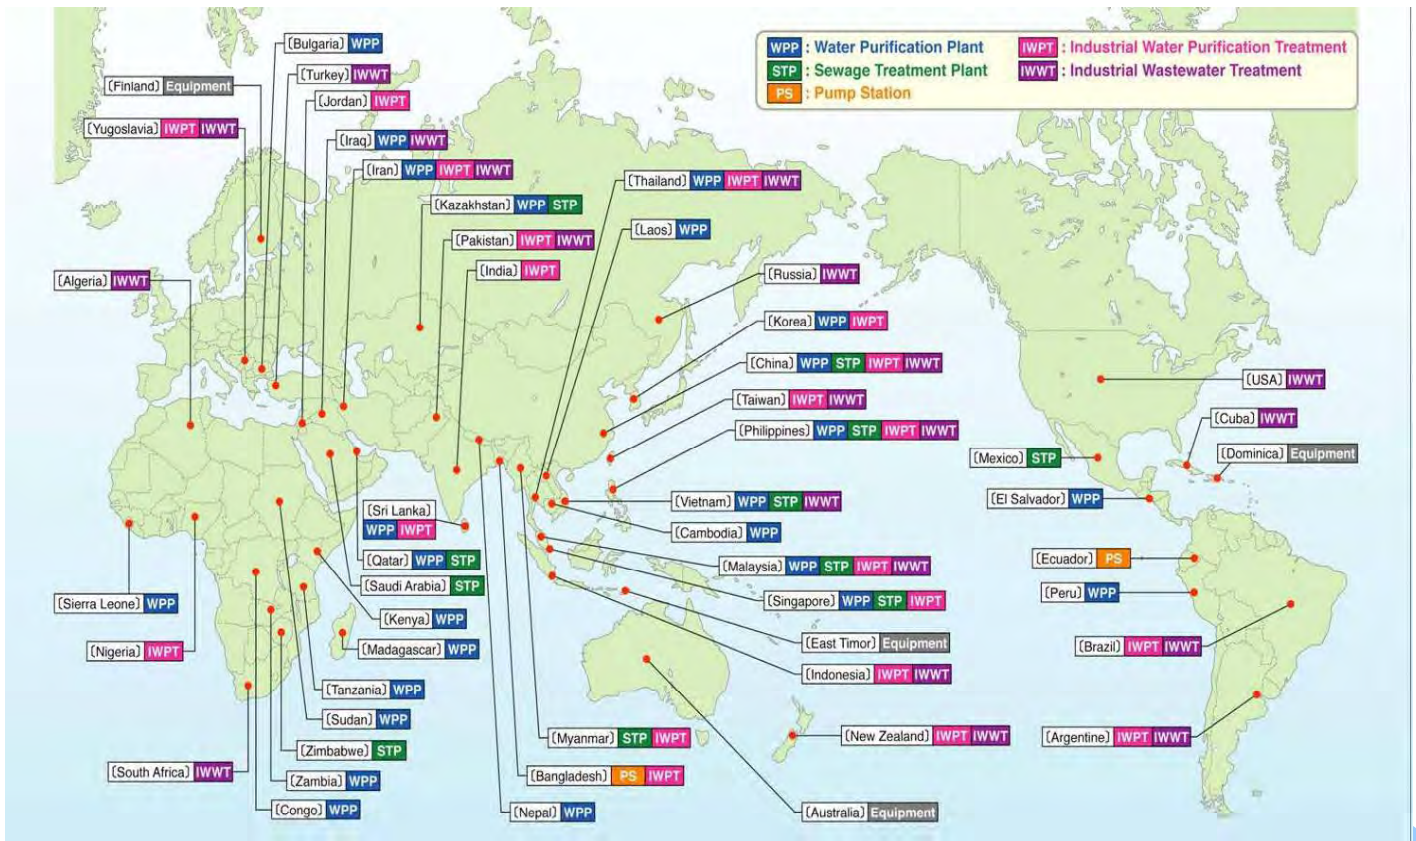 WPP : Water Purification Plant
IWPT : Industrial Water Purification Treatment
STP : Sewage Treatment Plant
IWWT : Industrial Wastewater Treatment
PS : Pump Station
(Bulgaria) WPP
(Turkey) IWWT
(Finland) Equipment
(Jordan) IWPT
(Yugoslavia) IWPT IWWT
(Iraq) WPP IWWT
(Iran) WPP IWPT IWWT
(Thailand) WPP IWPT IWWT
(Kazakhstan) WPP STP
(Laos) WPP
(Pakistan) IWPT IWWT
(India) IWPT
(Algeria) IWWT
(Russia) IWWT
(Korea) WPP IWPT
(China) WPP STP IWPT IWWT
(USA) IWWT
(Taiwan) IWPT IWWT
(Cuba) IWWT
(Philippines) WPP STP IWPT IWWT
(Dominica) Equipment
(Mexico) STP
(El Salvador) WPP
(Vietnam) WPP STP IWWT
(Sri Lanka)
WPP IWPT
(Cambodia) WPP
(Qatar) WPP STP
(Ecuador) PS
(Malaysia) WPP STP IWPT IWWT
(Saudi Arabia) STP
(Peru) WPP
(Sierra Leone) WPP
(Singapore) WPP STP IWPT
(Kenya) WPP
(East Timor) Equipment
(Brazil) IWPT IWWT
(Nigeria) IWPT
(Madagascar) WPP
(Indonesia) IWPT IWWT
(Tanzania) WPP
(Sudan) WPP
(New Zealand) IWPT IWWT
(Argentine) IWPT IWWT
(Myanmar) STP IWPT
(Zimbabwe) STP
(South Africa) IWWT
(Bangladesh) PS IWPT
(Zambia) WPP
(Congo) WPP
(Nepal) WPP
(Australia) Equipment